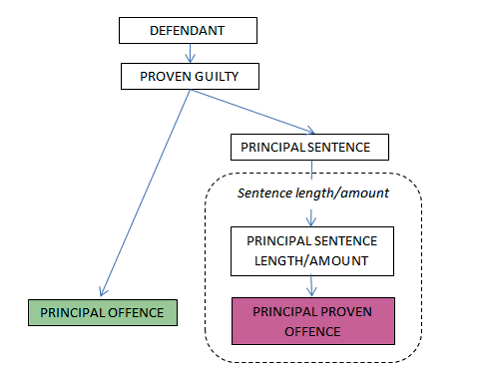 DEFENDANT
PROVEN GUILTY
PRINCIPAL SENTENCE
Sentence length/amount
PRINCIPAL SENTENCE
LENGTH/AMOUNT
PRINCIPAL OFFENCE
PRINCIPAL PROVEN
OFFENCE